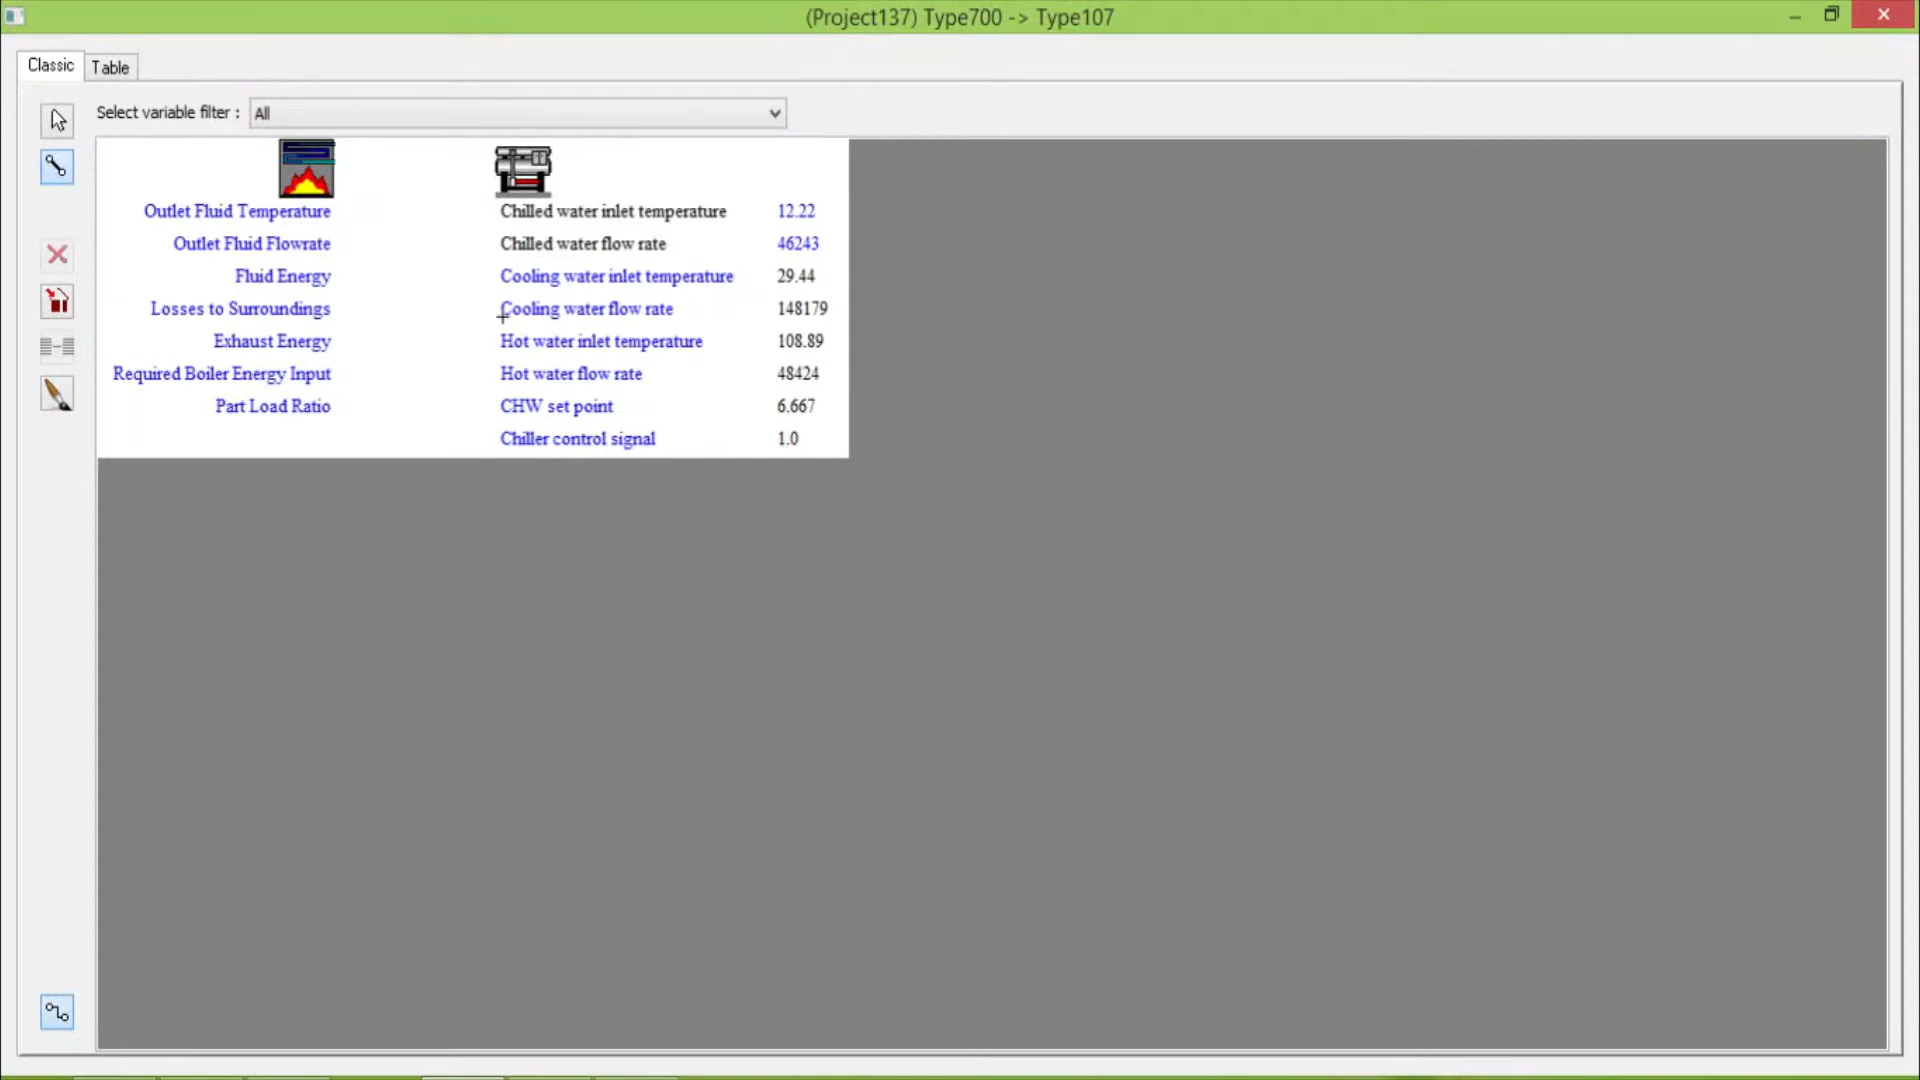 (Project137) Type700 -> Type107
Classic
Table
Select variable filter :
All
Outlet Fluid Temperature Chilled water inlet temperature 12.22
Outlet Fluid Flowrate Chilled water flow rate 46243
Fluid Energy Cooling water inlet temperature 29.44
Losses to Surroundings Cooling water flow rate 148179
Exhaust Energy Hot water inlet temperature 108.89
Required Boiler Energy Input Hot water flow rate 48424
Part Load Ratio CHW set point 6.667
Chiller control signal 1.0